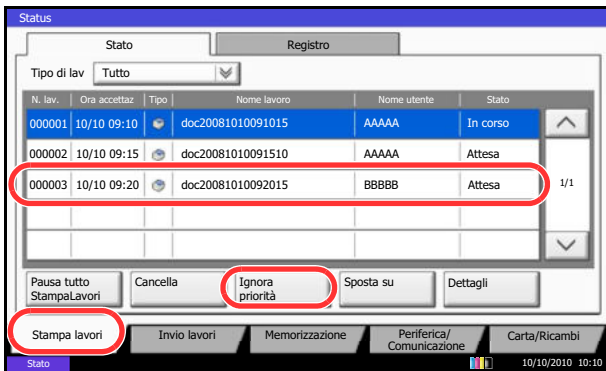 Status
Stato Registro
Tipo di lav Tutto
N. lav. Ora accettaz Tipo Nome lavoro Nome utente Stato
000001 10/10 09:10 doc20081010091015 AAAAA In corso
000002 10/10 09:15 doc20081010091510 AAAAA Attesa
000003 10/10 09:20 doc20081010092015 BBBBB Attesa 1/1
Pausa tutto Cancella Ignora Sposta su Dettagli
StampaLavori priorità
Stampa lavori Invio lavori Memorizzazione Periferica/ Carta/Ricambi
Comunicazione
Stato 10/10/2010 10:10